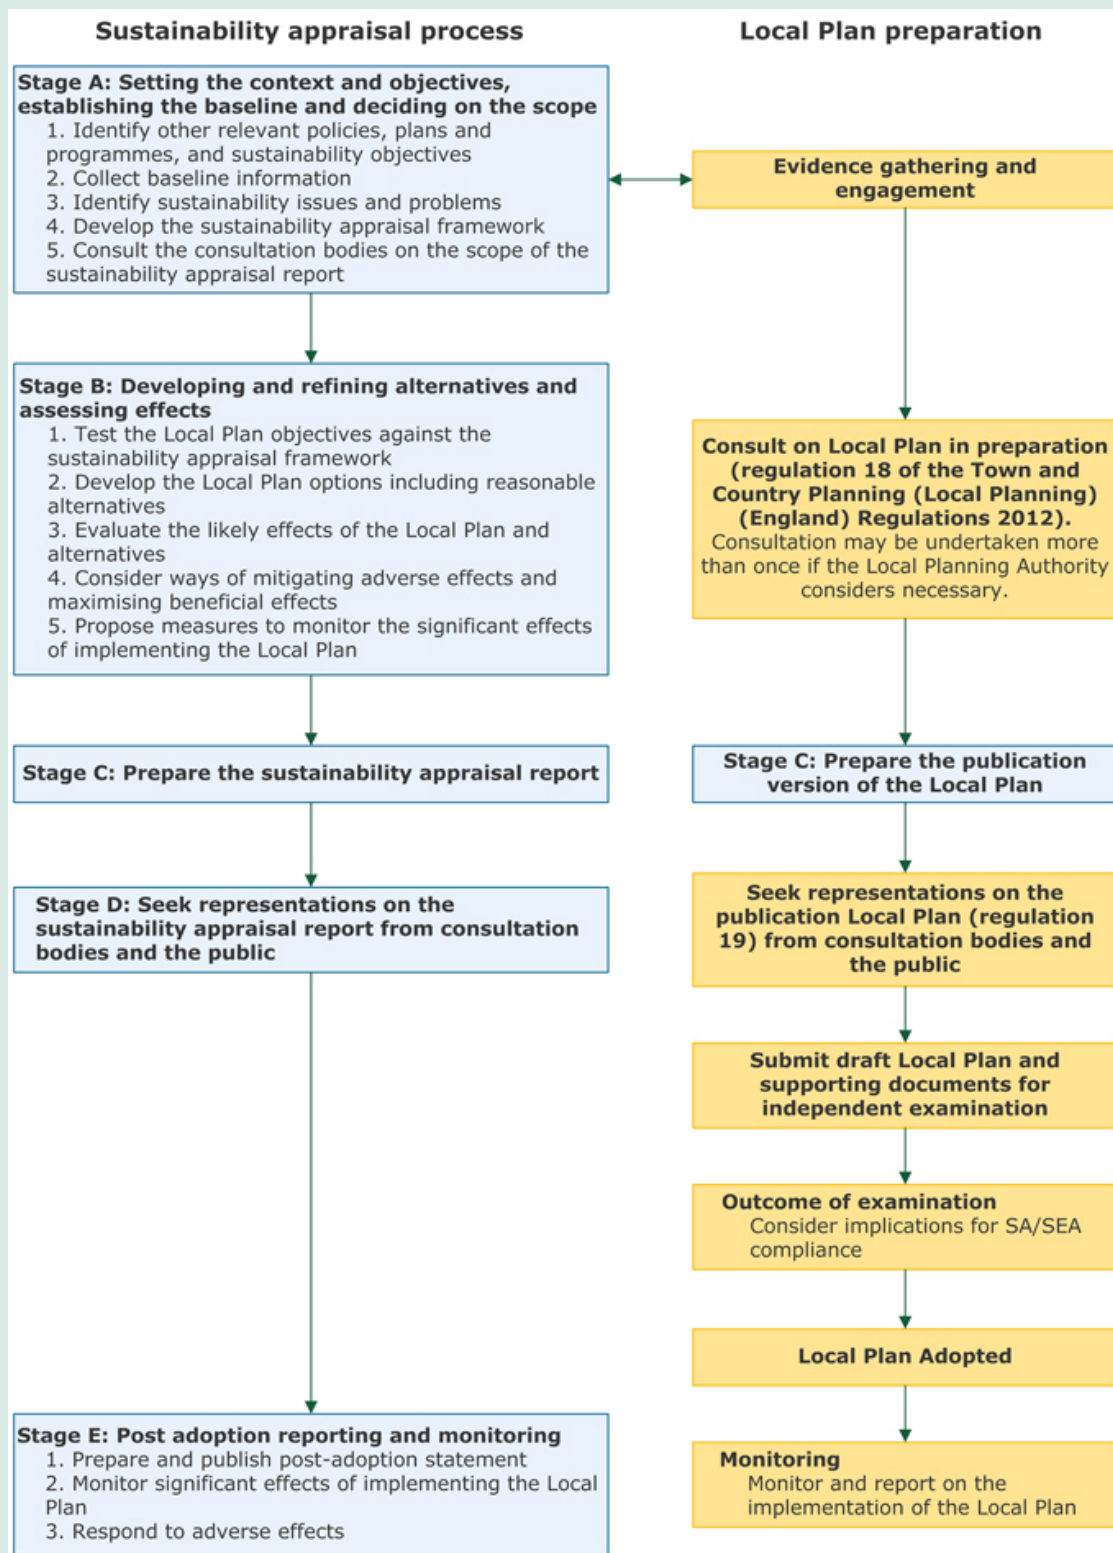 Sustainability appraisal process
Local Plan preparation
Stage A: Setting the context and objectives,
establishing the baseline and deciding on the scope
1. Identify other relevant policies, plans and
programmes, and sustainability objectives
2. Collect baseline information
3. Identify sustainability issues and problems
4. Develop the sustainability appraisal framework
5. Consult the consultation bodies on the scope of the
sustainability appraisal report
Evidence gathering and
engagement
Stage B: Developing and refining alternatives and
assessing effects
1. Test the Local Plan objectives against the
sustainability appraisal framework
2. Develop the Local Plan options including reasonable
alternatives
3. Evaluate the likely effects of the Local Plan and
alternatives
4. Consider ways of mitigating adverse effects and
maximising beneficial effects
5. Propose measures to monitor the significant effects
of implementing the Local Plan
Consult on Local Plan in preparation
(regulation 18 of the Town and
Country Planning (Local Planning)
(England) Regulations 2012).
Consultation may be undertaken more
than once if the Local Planning Authority
considers necessary.
Stage C: Prepare the sustainability appraisal report
Stage C: Prepare the publication
version of the Local Plan
Stage D: Seek representations on the
sustainability appraisal report from consultation
bodies and the public
Seek representations on the
publication Local Plan (regulation
19) from consultation bodies and
the public
Submit draft Local Plan and
supporting documents for
independent examination
Outcome of examination
Consider implications for SA/SEA
compliance
Local Plan Adopted
Stage E: Post adoption reporting and monitoring
1. Prepare and publish post-adoption statement
2. Monitor significant effects of implementing the Local
Plan
3. Respond to adverse effects
Monitoring
Monitor and report on the
implementation of the Local Plan